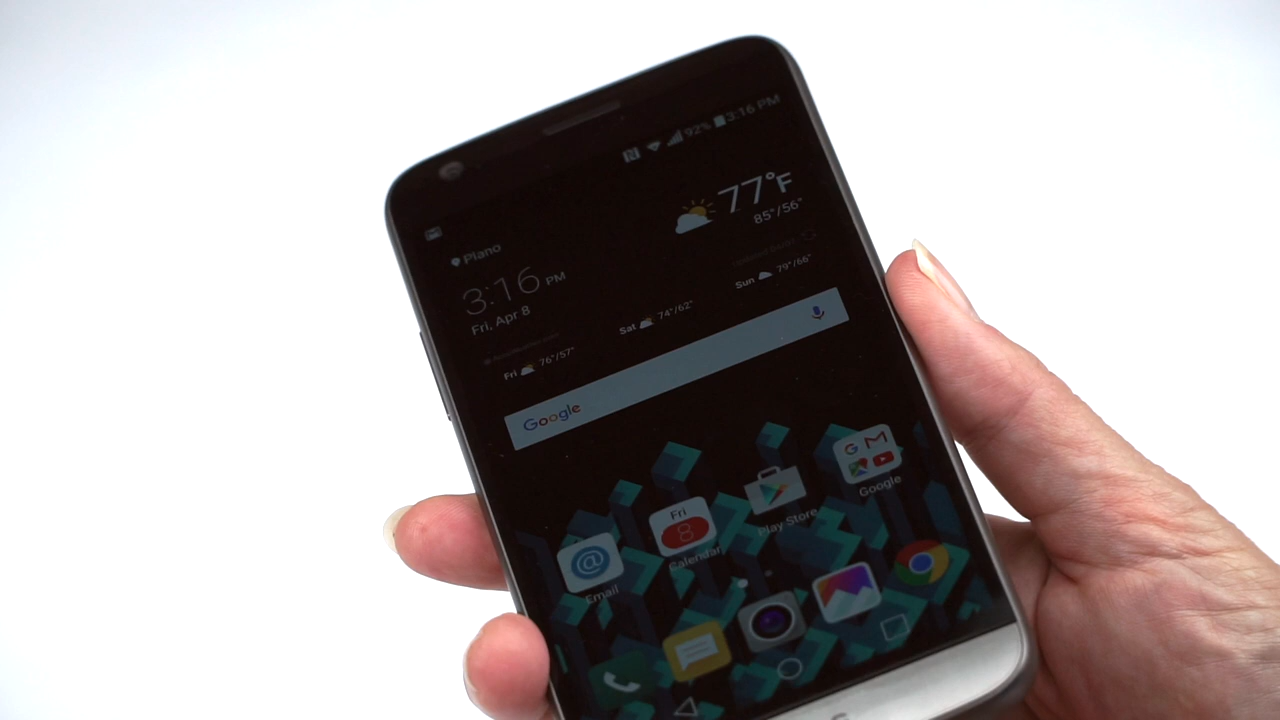 92% 3:16 PM
Plano
77°F
85°/56°
3:16 PM
Fri, Apr 8
Fri 76°/57°
Sat 74°/62°
Sun 79°/66°
Google
Email
Fri
8
Calendar
Play Store
Google